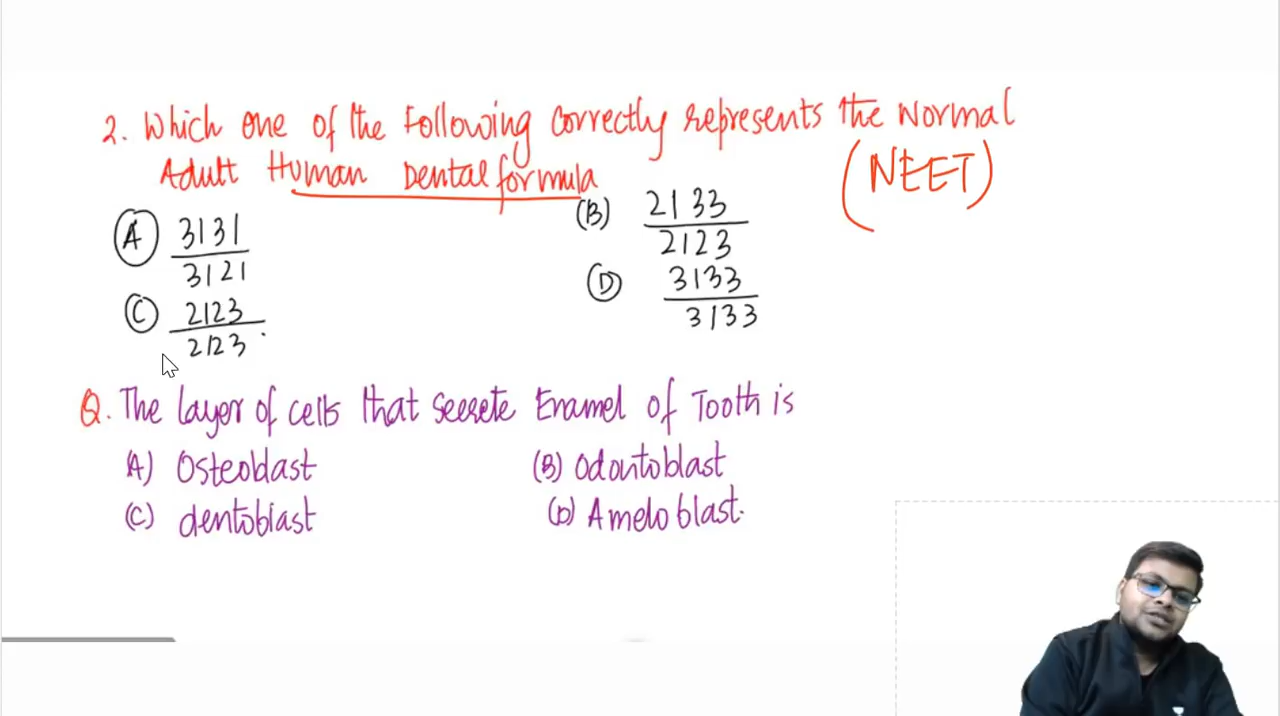 2. Which one of the Following Correctly represents the Normal
Adult Human Dental formula (NEET)
(A) 3131 (B) 2133
3121 2123
(C) 2123 (D) 3133
2123 3133
Q. The layer of cells that secrete Enamel of Tooth is
(A) Osteoblast (B) Odontoblast
(C) dentoblast (D) Ameloblast.